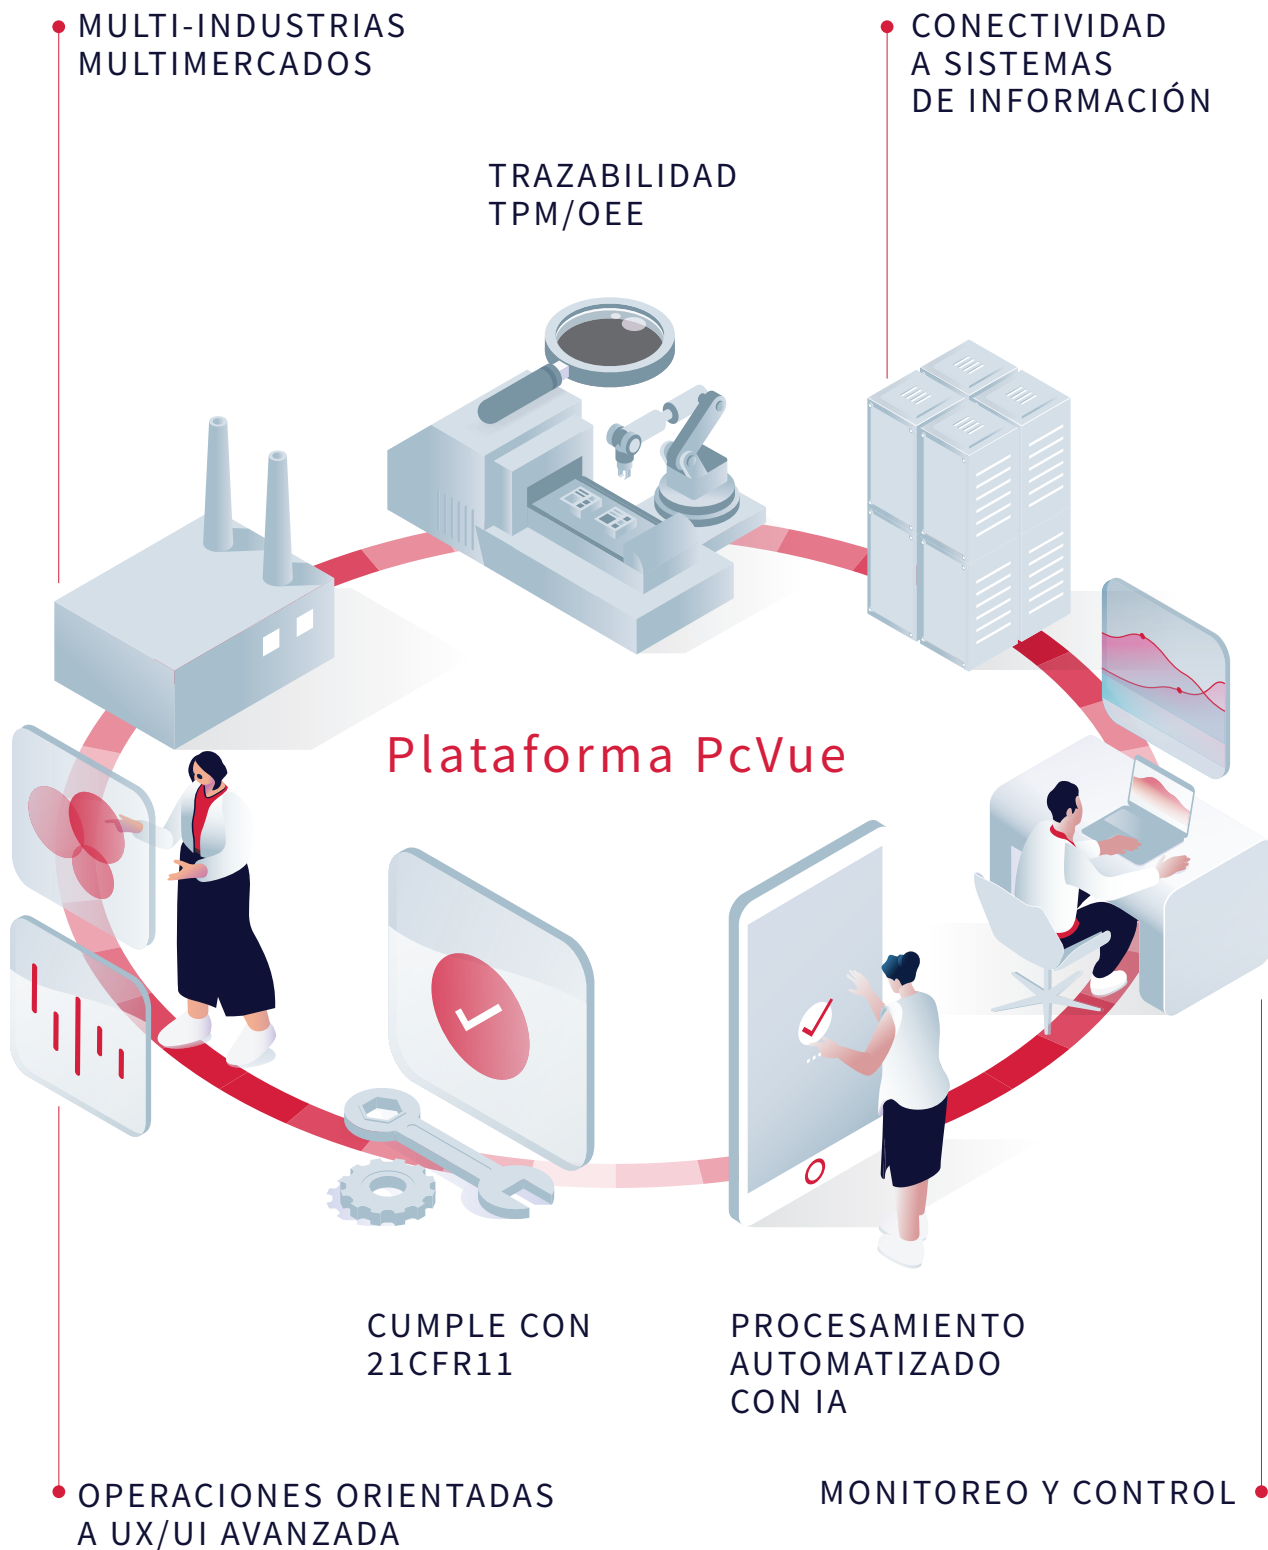 MULTI-INDUSTRIAS
MULTIMERCADOS
CONECTIVIDAD
A SISTEMAS
DE INFORMACIÓN
TRAZABILIDAD
TPM/OEE
Plataforma PcVue
CUMPLE CON
21CFR11
PROCESAMIENTO
AUTOMATIZADO
CON IA
OPERACIONES ORIENTADAS
A UX/UI AVANZADA
MONITOREO Y CONTROL